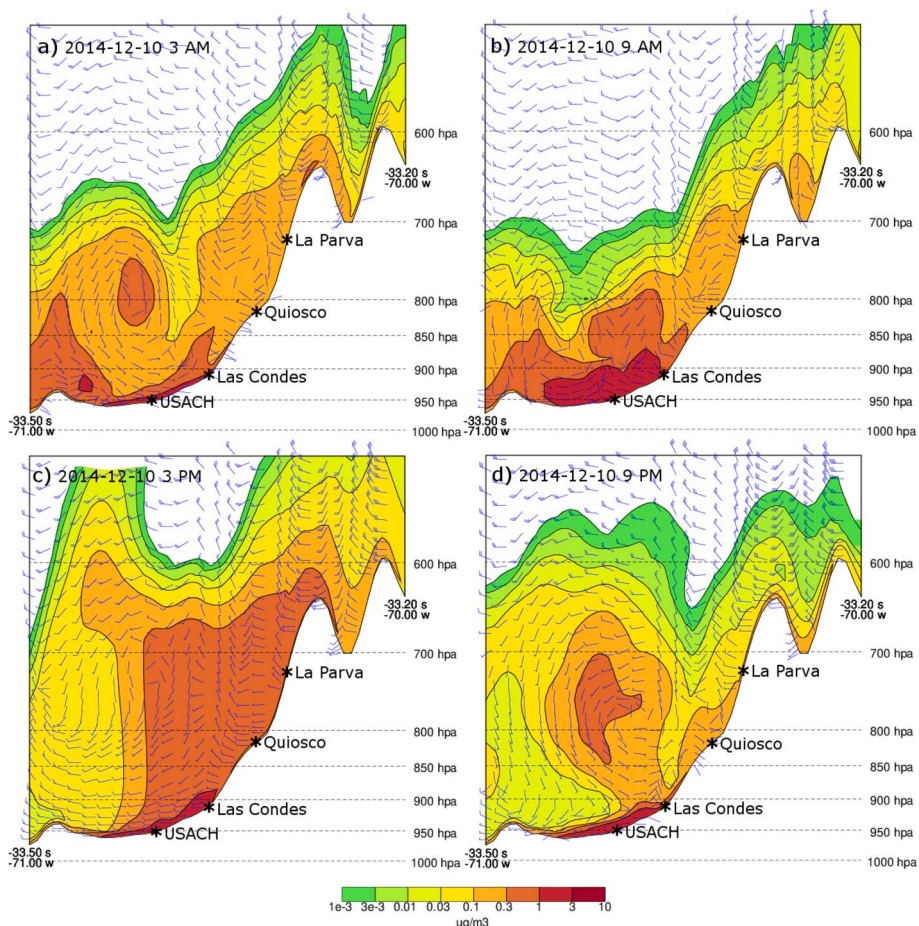 a) 2014-12-10 3 AM
600 hpa
-33.20 s
-70.00 w
700 hpa
La Parva
800 hpa
Quiosco
850 hpa
900 hpa
Las Condes
950 hpa
USACH
-33.50 s
-71.00 w
1000 hpa
b) 2014-12-10 9 AM
600 hpa
-33.20 s
-70.00 w
700 hpa
La Parva
800 hpa
Quiosco
850 hpa
900 hpa
Las Condes
950 hpa
USACH
-33.50 s
-71.00 w
1000 hpa
c) 2014-12-10 3 PM
600 hpa
-33.20 s
-70.00 w
700 hpa
La Parva
800 hpa
Quiosco
850 hpa
900 hpa
Las Condes
950 hpa
USACH
-33.50 s
-71.00 w
1000 hpa
d) 2014-12-10 9 PM
600 hpa
-33.20 s
-70.00 w
700 hpa
La Parva
800 hpa
Quiosco
850 hpa
900 hpa
Las Condes
950 hpa
USACH
-33.50 s
-71.00 w
1000 hpa
1e-3 3e-3 0.01 0.03 0.1 0.3 1 3 10
ug/m3